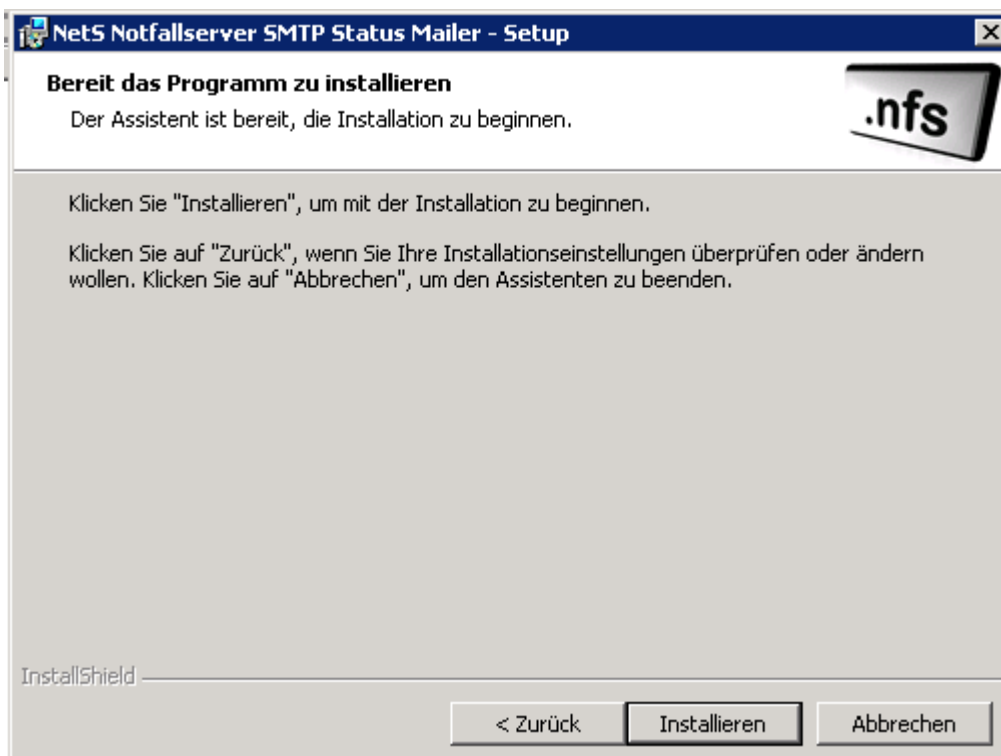 NetS Notfallserver SMTP Status Mailer - Setup
Bereit das Programm zu installieren
Der Assistent ist bereit, die Installation zu beginnen.
.nfs
Klicken Sie "Installieren", um mit der Installation zu beginnen.
Klicken Sie auf "Zurück", wenn Sie Ihre Installationseinstellungen überprüfen oder ändern
wollen. Klicken Sie auf "Abbrechen", um den Assistenten zu beenden.
InstallShield
< Zurück Installieren Abbrechen